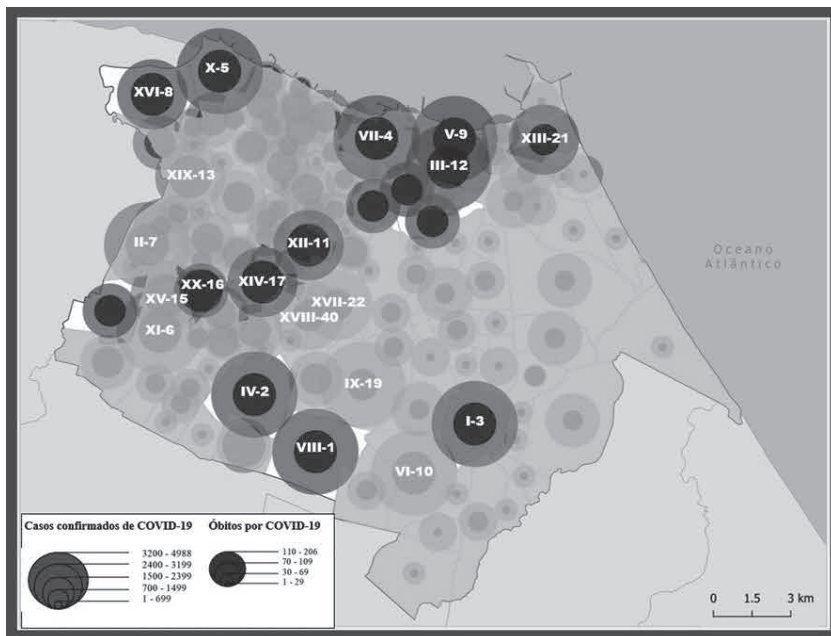 X-5
XVI-8
VII-4
V-9
XIII-21
III-12
XIX-13
II-7
XII-11
Oceano
Atlântico
XIV-17
XX-16
XV-15
XVII-22
XVIII-40
XI-6
IX-19
IV-2
I-3
VIII-1
VI-10
Casos confirmados de COVID-19
Óbitos por COVID-19
3200 - 4988
2400 - 3199
1500 - 2399
700 - 1499
1 - 699
110 - 206
70 - 109
30 - 69
1 - 29
0 1.5 3 km